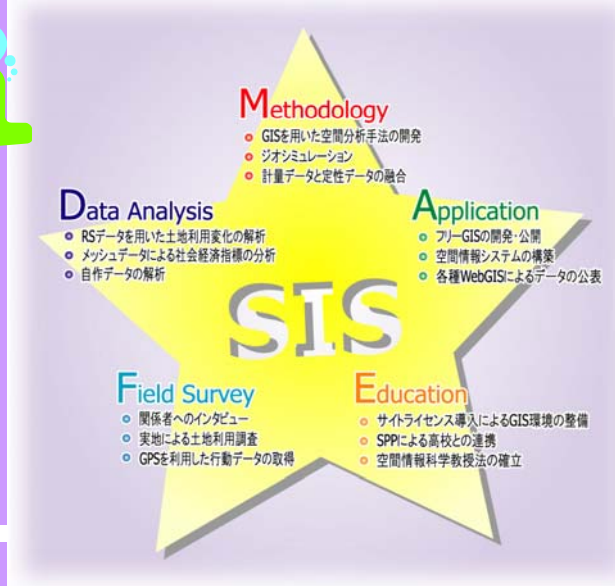 Methodology
GISを用いた空間分析手法の開発
ジオシミュレーション
計量データと定性データの融合
Data Analysis
RSデータを用いた土地利用変化の解析
メッシュデータによる社会経済指標の分析
自作データの解析
Application
フリーGISの開発・公開
空間情報システムの構築
各種WebGISによるデータの公表
SIS
Field Survey
関係者へのインタビュー
実地による土地利用調査
GPSを利用した行動データの取得
Education
サイトライセンス導入によるGIS環境の整備
SPPによる高校との連携
空間情報科学教授法の確立